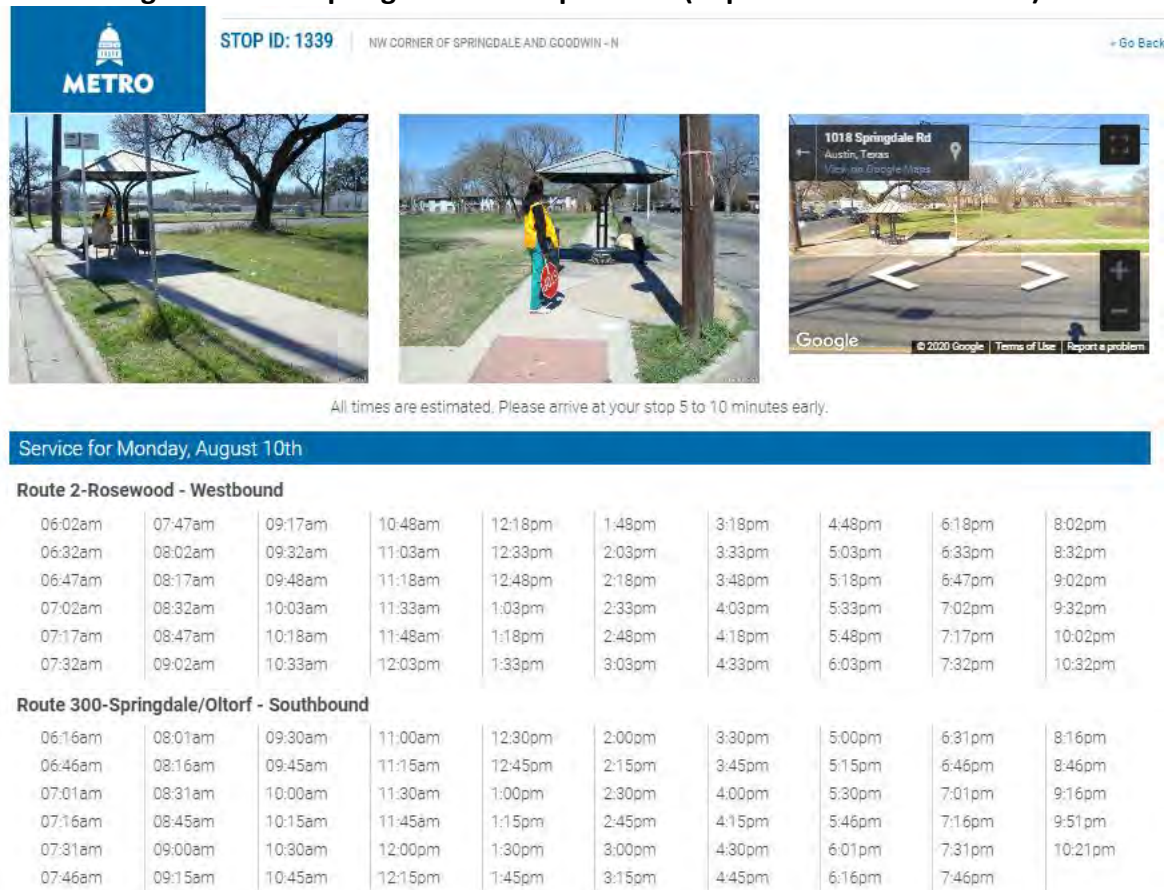 METRO
STOP ID: 1339
NW CORNER OF SPRINGDALE AND GOODWIN - N
« Go Back
1018 Springdale Rd
Austin, Texas
View on Google Maps
Google
© 2020 Google
Terms of Use
Report a problem
All times are estimated. Please arrive at your stop 5 to 10 minutes early.
Service for Monday, August 10th
Route 2-Rosewood - Westbound
06:02am 07:47am 09:17am 10:48am 12:18pm 1:48pm 3:18pm 4:48pm 6:18pm 8:02pm
06:32am 08:02am 09:32am 11:03am 12:33pm 2:03pm 3:33pm 5:03pm 6:33pm 8:32pm
06:47am 08:17am 09:48am 11:18am 12:48pm 2:18pm 3:48pm 5:18pm 6:47pm 9:02pm
07:02am 08:32am 10:03am 11:33am 1:03pm 2:33pm 4:03pm 5:33pm 7:02pm 9:32pm
07:17am 08:47am 10:18am 11:48am 1:18pm 2:48pm 4:18pm 5:48pm 7:17pm 10:02pm
07:32am 09:02am 10:33am 12:03pm 1:33pm 3:03pm 4:33pm 6:03pm 7:32pm 10:32pm
Route 300-Springdale/Oltorf - Southbound
06:16am 08:01am 09:30am 11:00am 12:30pm 2:00pm 3:30pm 5:00pm 6:31pm 8:16pm
06:46am 08:16am 09:45am 11:15am 12:45pm 2:15pm 3:45pm 5:15pm 6:46pm 8:46pm
07:01am 08:31am 10:00am 11:30am 1:00pm 2:30pm 4:00pm 5:30pm 7:01pm 9:16pm
07:16am 08:45am 10:15am 11:45am 1:15pm 2:45pm 4:15pm 5:46pm 7:16pm 9:51pm
07:31am 09:00am 10:30am 12:00pm 1:30pm 3:00pm 4:30pm 6:01pm 7:31pm 10:21pm
07:46am 09:15am 10:45am 12:15pm 1:45pm 3:15pm 4:45pm 6:16pm 7:46pm